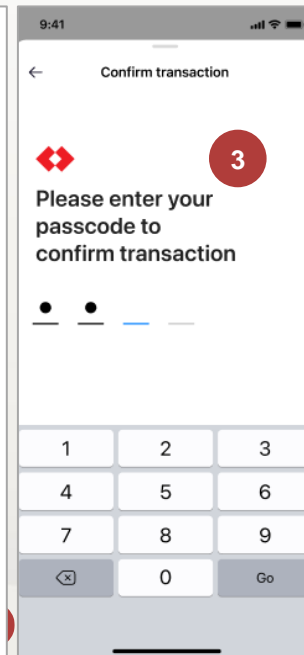 9:41
Confirm transaction
3
Please enter your
passcode to
confirm transaction
1 2 3
4 5 6
7 8 9
0 Go